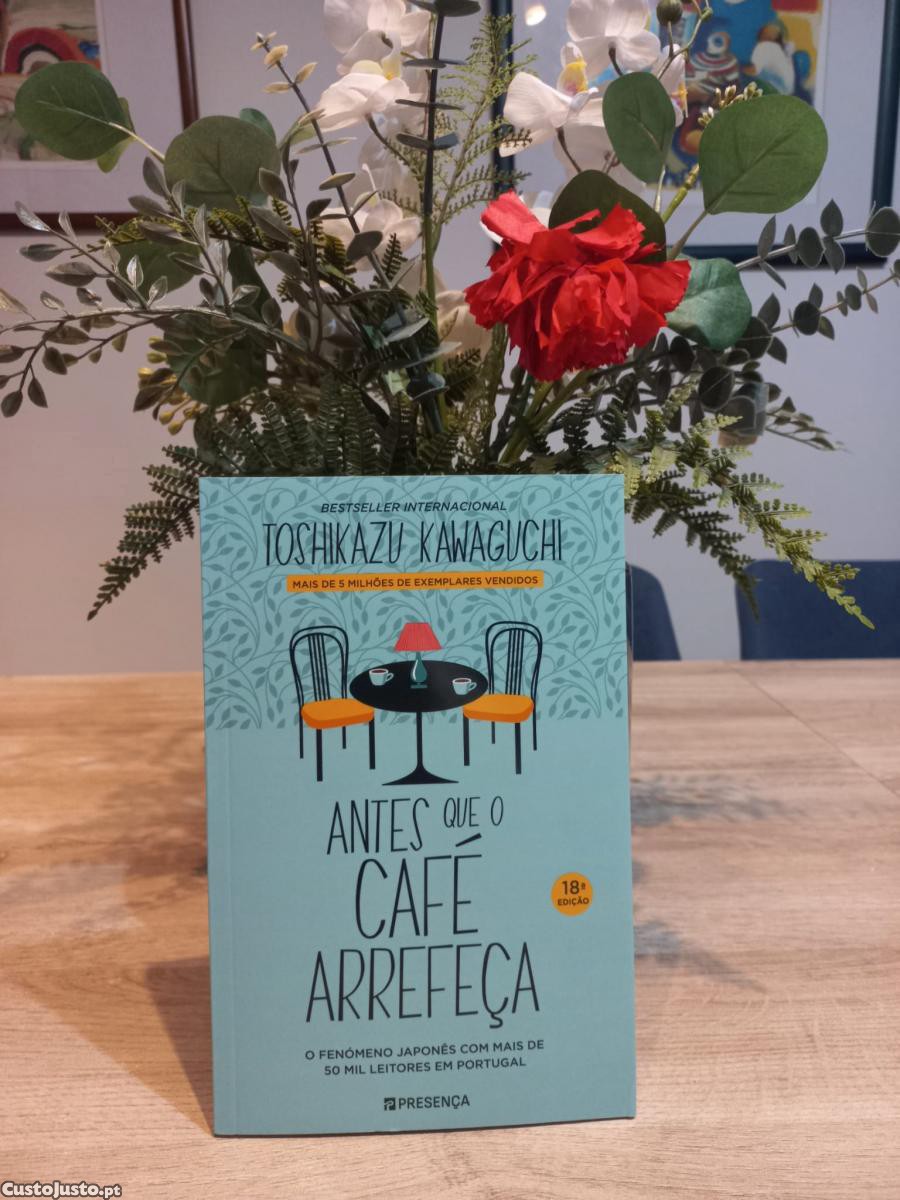 BESTSELLER INTERNACIONAL
TOSHIKAZU KAWAGUCHI
MAIS DE 5 MILHÕES DE EXEMPLARES VENDIDOS
ANTES QUE O
CAFÉ
ARREFEÇA
18ª
EDIÇÃO
O FENÓMENO JAPONÊS COM MAIS DE
50 MIL LEITORES EM PORTUGAL
PRESENÇA
CustoJusto.pt